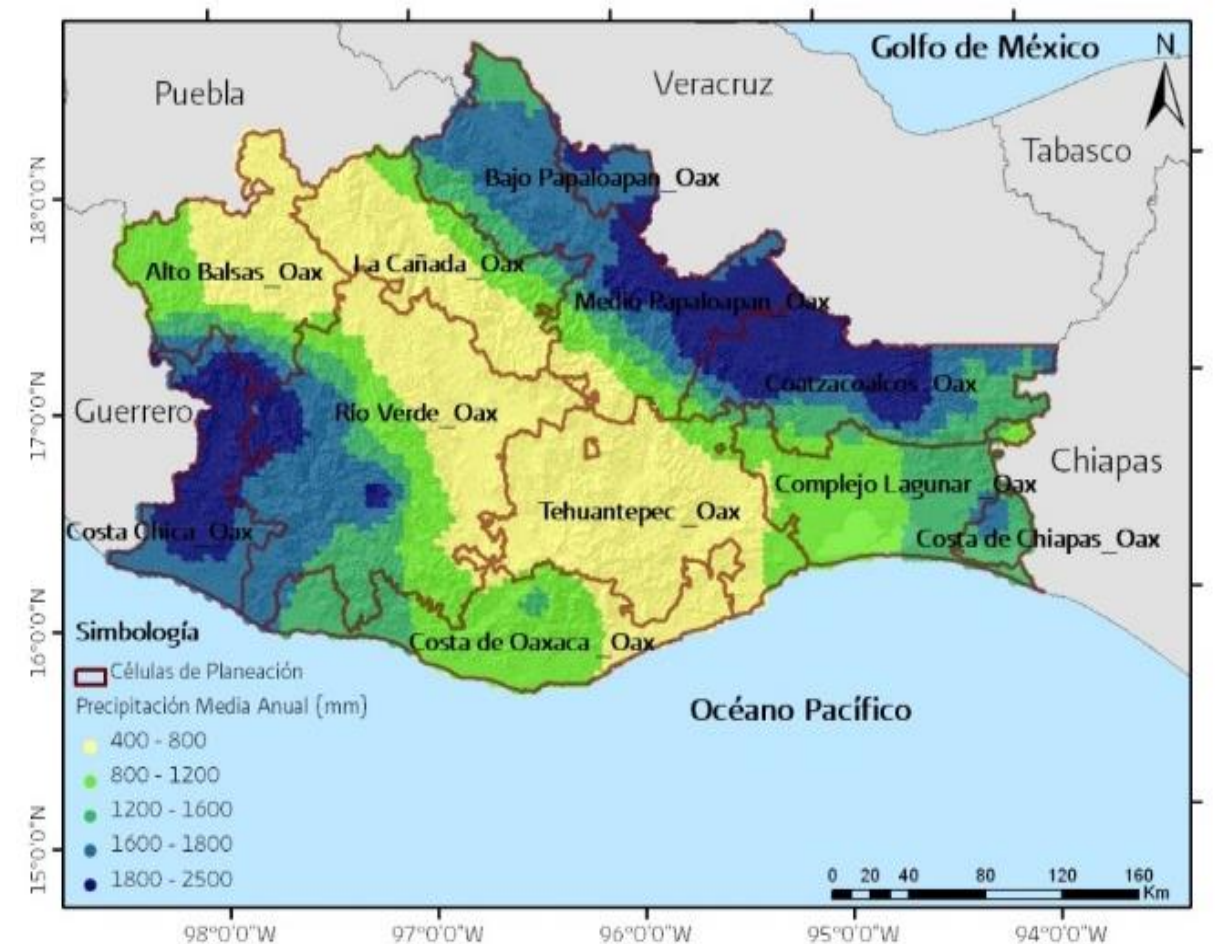 Golfo de México
N
Puebla
Veracruz
Tabasco
Bajo Papaloapan_Oax
Alto Balsas_Oax
La Cañada_Oax
Medio Papaloapan_Oax
Coatzacoalcos_Oax
Guerrero
Río Verde_Oax
Chiapas
Complejo Lagunar_Oax
Tehuantepec_Oax
Costa Chica_Oax
Costa de Chiapas_Oax
Costa de Oaxaca_Oax
Océano Pacífico
Simbología
Células de Planeación
Precipitación Media Anual (mm)
400 - 800
800 - 1200
1200 - 1600
1600 - 1800
1800 - 2500
0 20 40 80 120 160
Km
18°0'0"N
17°0'0"N
16°0'0"N
15°0'0"N
98°0'0"W 97°0'0"W 96°0'0"W 95°0'0"W 94°0'0"W